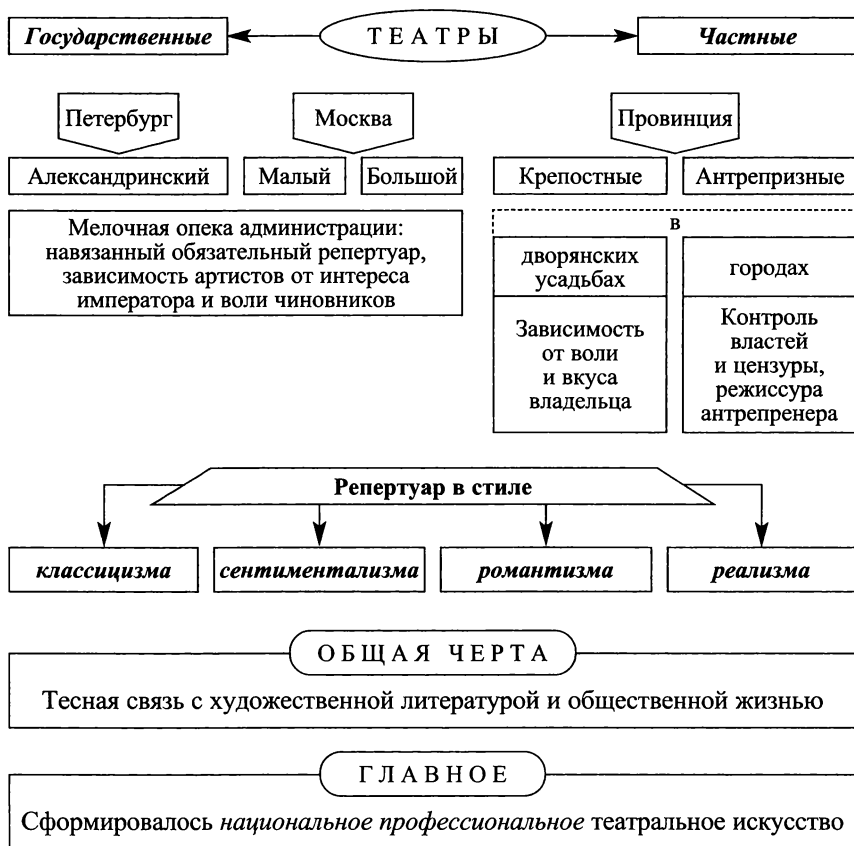 Государственные
ТЕАТРЫ
Частные
Петербург
Москва
Провинция
Александринский
Малый
Большой
Крепостные
Антрепризные
Мелочная опека администрации:
навязанный обязательный репертуар,
зависимость артистов от интереса
императора и воли чиновников
в
дворянских
усадьбах
городах
Зависимость
от воли
и вкуса
владельца
Контроль
властей
и цензуры,
режиссура
антрепренера
Репертуар в стиле
классицизма
сентиментализма
романтизма
реализма
ОБЩАЯ ЧЕРТА
Тесная связь с художественной литературой и общественной жизнью
ГЛАВНОЕ
Сформировалось национальное профессиональное театральное искусство